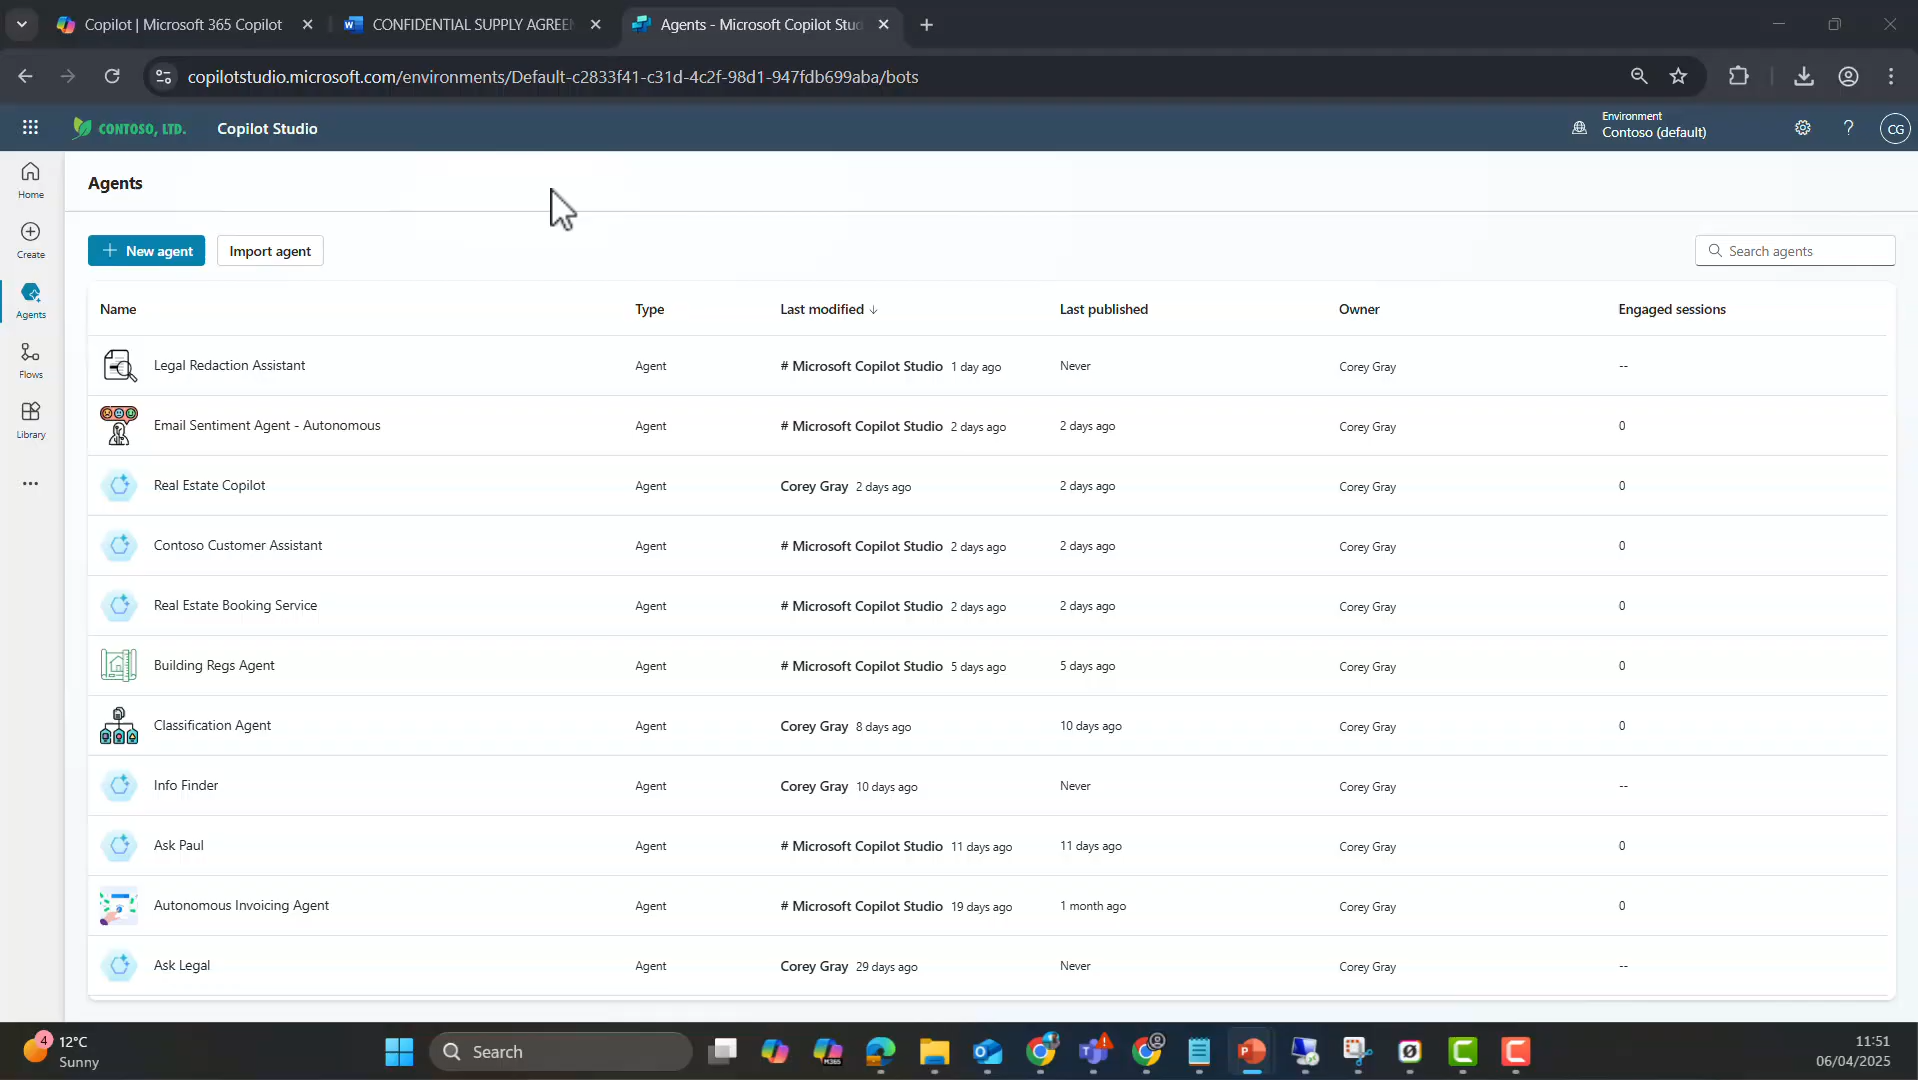 Copilot | Microsoft 365 Copilot
CONFIDENTIAL SUPPLY AGREEM
Agents - Microsoft Copilot Stud
copilotstudio.microsoft.com/environments/Default-c2833f41-c31d-4c2f-98d1-947fdb699aba/bots
CONTOSO, LTD.
Copilot Studio
Environment
Contoso (default)
CG
Home
Create
Agents
Flows
Library
Agents
New agent
Import agent
Search agents
Name Type Last modified Last published Owner Engaged sessions
Legal Redaction Assistant Agent # Microsoft Copilot Studio 1 day ago Never Corey Gray --
Email Sentiment Agent - Autonomous Agent # Microsoft Copilot Studio 2 days ago 2 days ago Corey Gray 0
Real Estate Copilot Agent Corey Gray 2 days ago 2 days ago Corey Gray 0
Contoso Customer Assistant Agent # Microsoft Copilot Studio 2 days ago 2 days ago Corey Gray 0
Real Estate Booking Service Agent # Microsoft Copilot Studio 2 days ago 2 days ago Corey Gray 0
Building Regs Agent Agent # Microsoft Copilot Studio 5 days ago 5 days ago Corey Gray 0
Classification Agent Agent Corey Gray 8 days ago 10 days ago Corey Gray 0
Info Finder Agent Corey Gray 10 days ago Never Corey Gray --
Ask Paul Agent # Microsoft Copilot Studio 11 days ago 11 days ago Corey Gray 0
Autonomous Invoicing Agent Agent # Microsoft Copilot Studio 19 days ago 1 month ago Corey Gray 0
Ask Legal Agent Corey Gray 29 days ago Never Corey Gray --
4
12°C
Sunny
Search
M365
11:51
06/04/2025